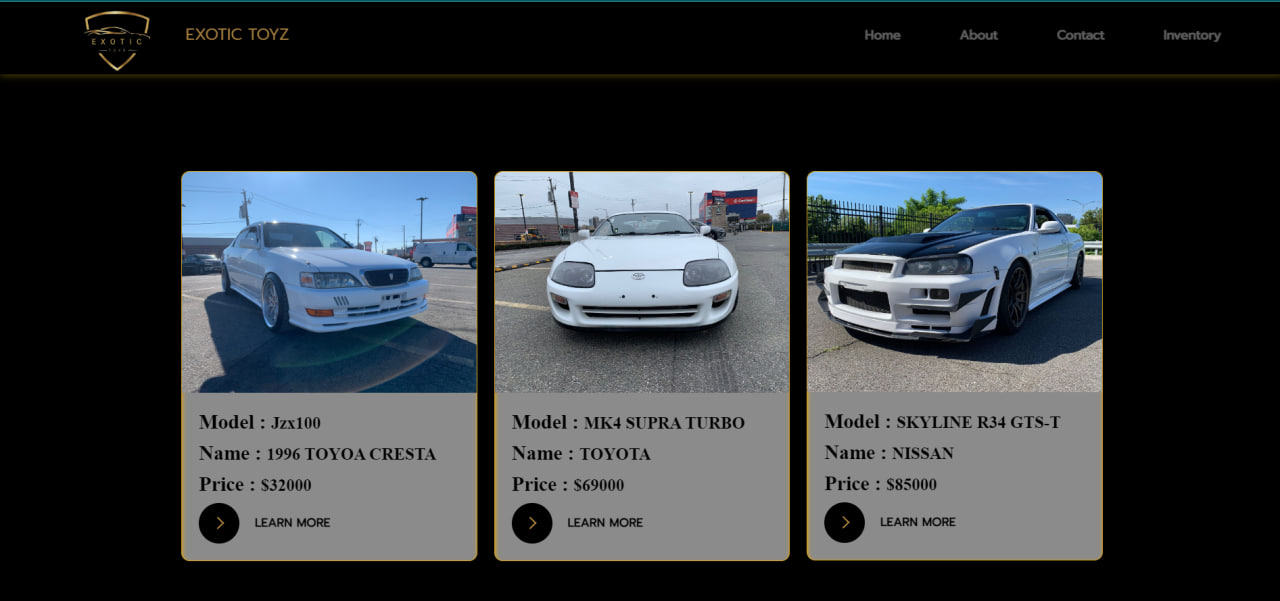 EXOTIC
EXOTIC TOYZ
Home
About
Contact
Inventory
Model : Jzx100
Name : 1996 TOYOA CRESTA
Price : $32000
LEARN MORE
Model : MK4 SUPRA TURBO
Name : TOYOTA
Price : $69000
LEARN MORE
Model : SKYLINE R34 GTS-T
Name : NISSAN
Price : $85000
LEARN MORE